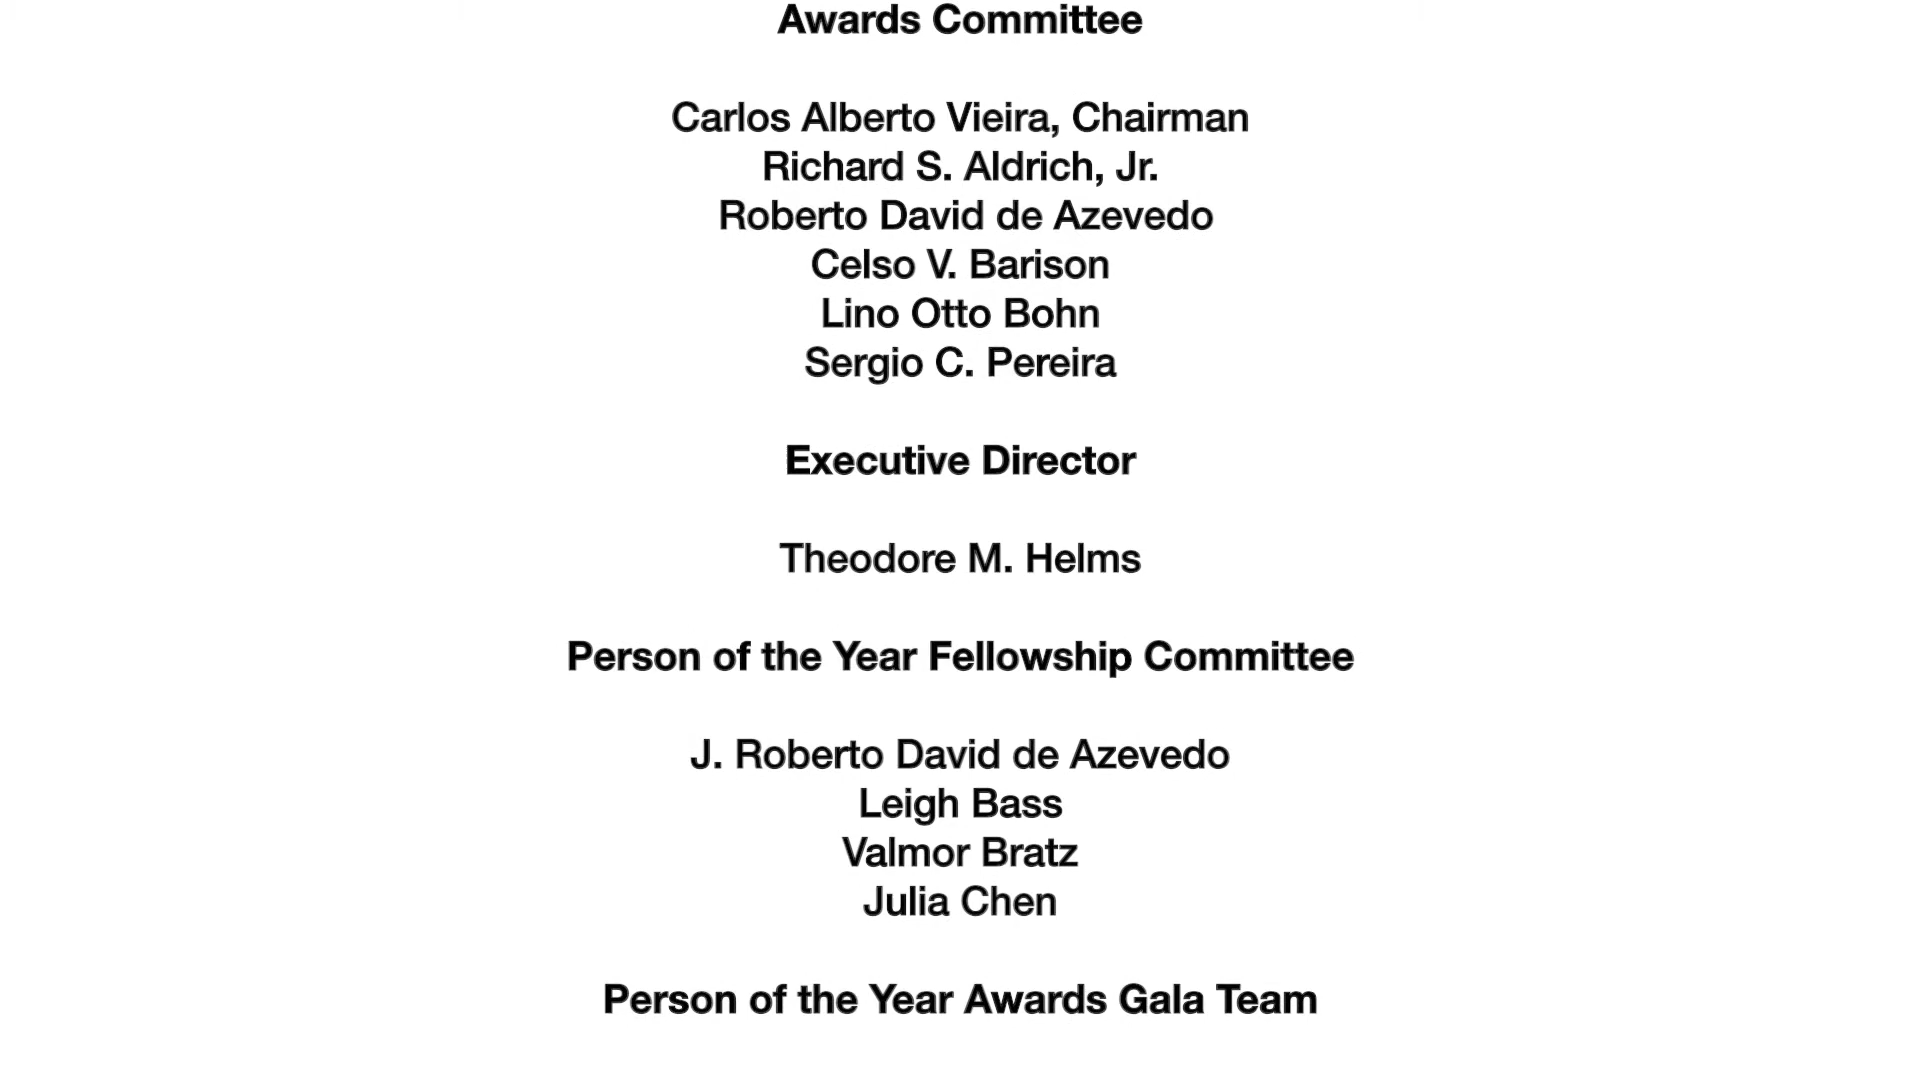 Awards Committee
Carlos Alberto Vieira, Chairman
Richard S. Aldrich, Jr.
Roberto David de Azevedo
Celso V. Barison
Lino Otto Bohn
Sergio C. Pereira
Executive Director
Theodore M. Helms
Person of the Year Fellowship Committee
J. Roberto David de Azevedo
Leigh Bass
Valmor Bratz
Julia Chen
Person of the Year Awards Gala Team